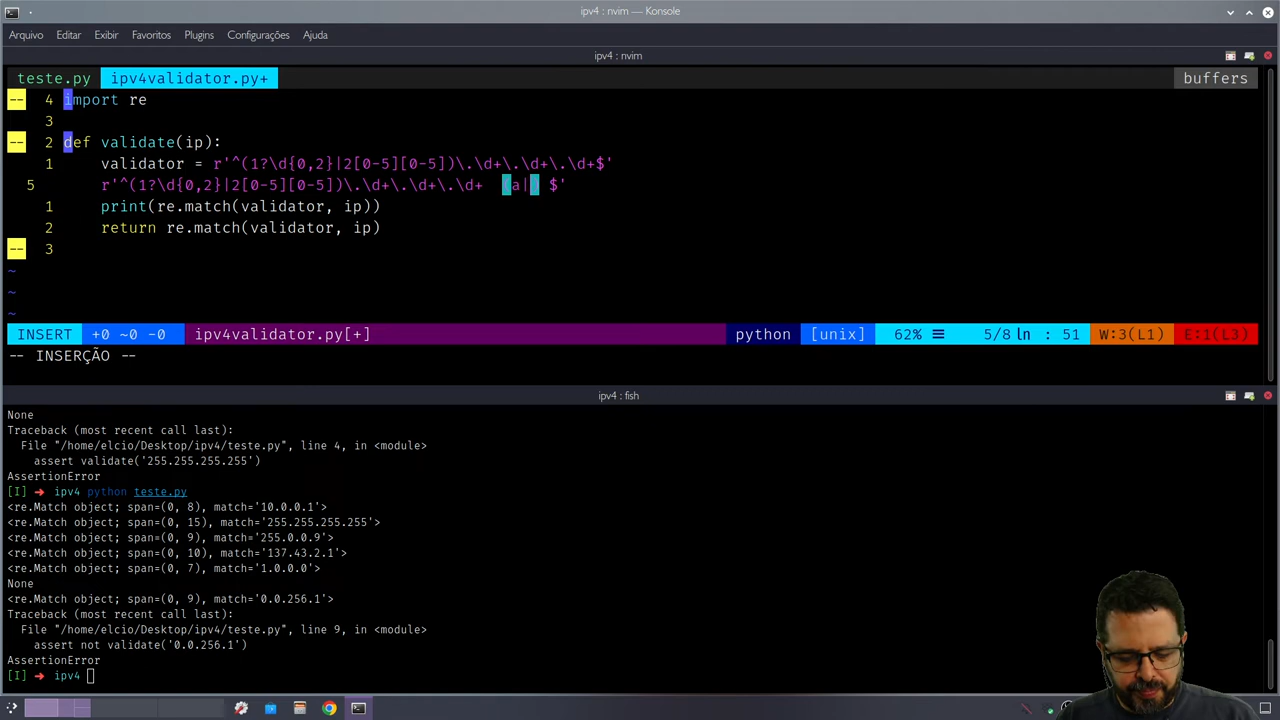 ipv4 : nvim — Konsole
Arquivo Editar Exibir Favoritos Plugins Configurações Ajuda
ipv4 : nvim
teste.py ipv4validator.py+ buffers
-- 4 import re
3
-- 2 def validate(ip):
1 validator = r'^(1?\d{0,2}|2[0-5][0-5])\.\d+\.\d+\.\d+$'
5 r'^(1?\d{0,2}|2[0-5][0-5])\.\d+\.\d+\.\d+ (a|) $'
1 print(re.match(validator, ip))
2 return re.match(validator, ip)
-- 3
~
~
~
INSERT +0 ~0 -0 ipv4validator.py[+] python [unix] 62% ☰ 5/8 ln : 51 W:3(L1) E:1(L3)
-- INSERÇÃO --
ipv4 : fish
None
Traceback (most recent call last):
File "/home/elcio/Desktop/ipv4/teste.py", line 4, in <module>
assert validate('255.255.255.255')
AssertionError
[I] ➜ ipv4 python teste.py
<re.Match object; span=(0, 8), match='10.0.0.1'>
<re.Match object; span=(0, 15), match='255.255.255.255'>
<re.Match object; span=(0, 9), match='255.0.0.9'>
<re.Match object; span=(0, 10), match='137.43.2.1'>
<re.Match object; span=(0, 7), match='1.0.0.0'>
None
<re.Match object; span=(0, 9), match='0.0.256.1'>
Traceback (most recent call last):
File "/home/elcio/Desktop/ipv4/teste.py", line 9, in <module>
assert not validate('0.0.256.1')
AssertionError
[I] ➜ ipv4